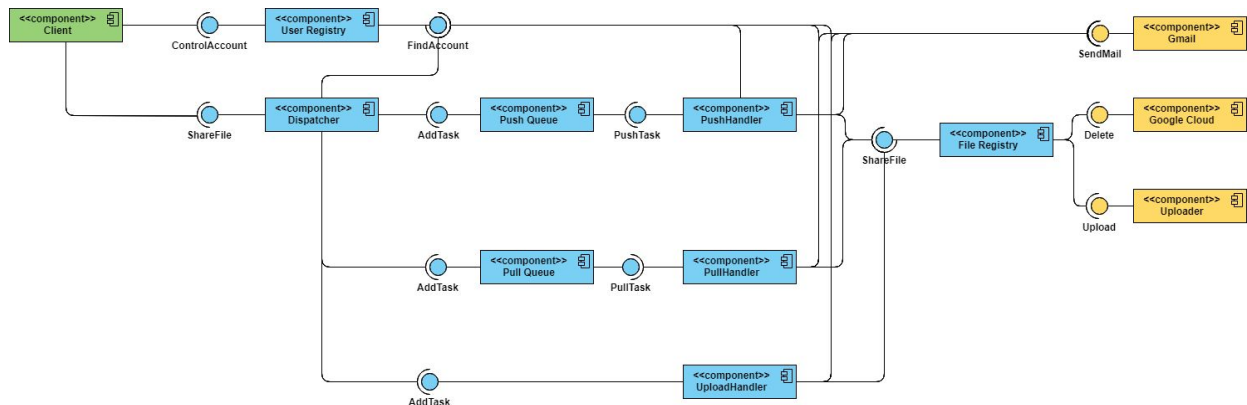 <<component>>
Client
ControlAccount
<<component>>
User Registry
FindAccount
SendMail
<<component>>
Gmail
ShareFile
<<component>>
Dispatcher
AddTask
<<component>>
Push Queue
PushTask
<<component>>
PushHandler
ShareFile
<<component>>
File Registry
Delete
<<component>>
Google Cloud
Upload
<<component>>
Uploader
AddTask
<<component>>
Pull Queue
PullTask
<<component>>
PullHandler
AddTask
<<component>>
UploadHandler